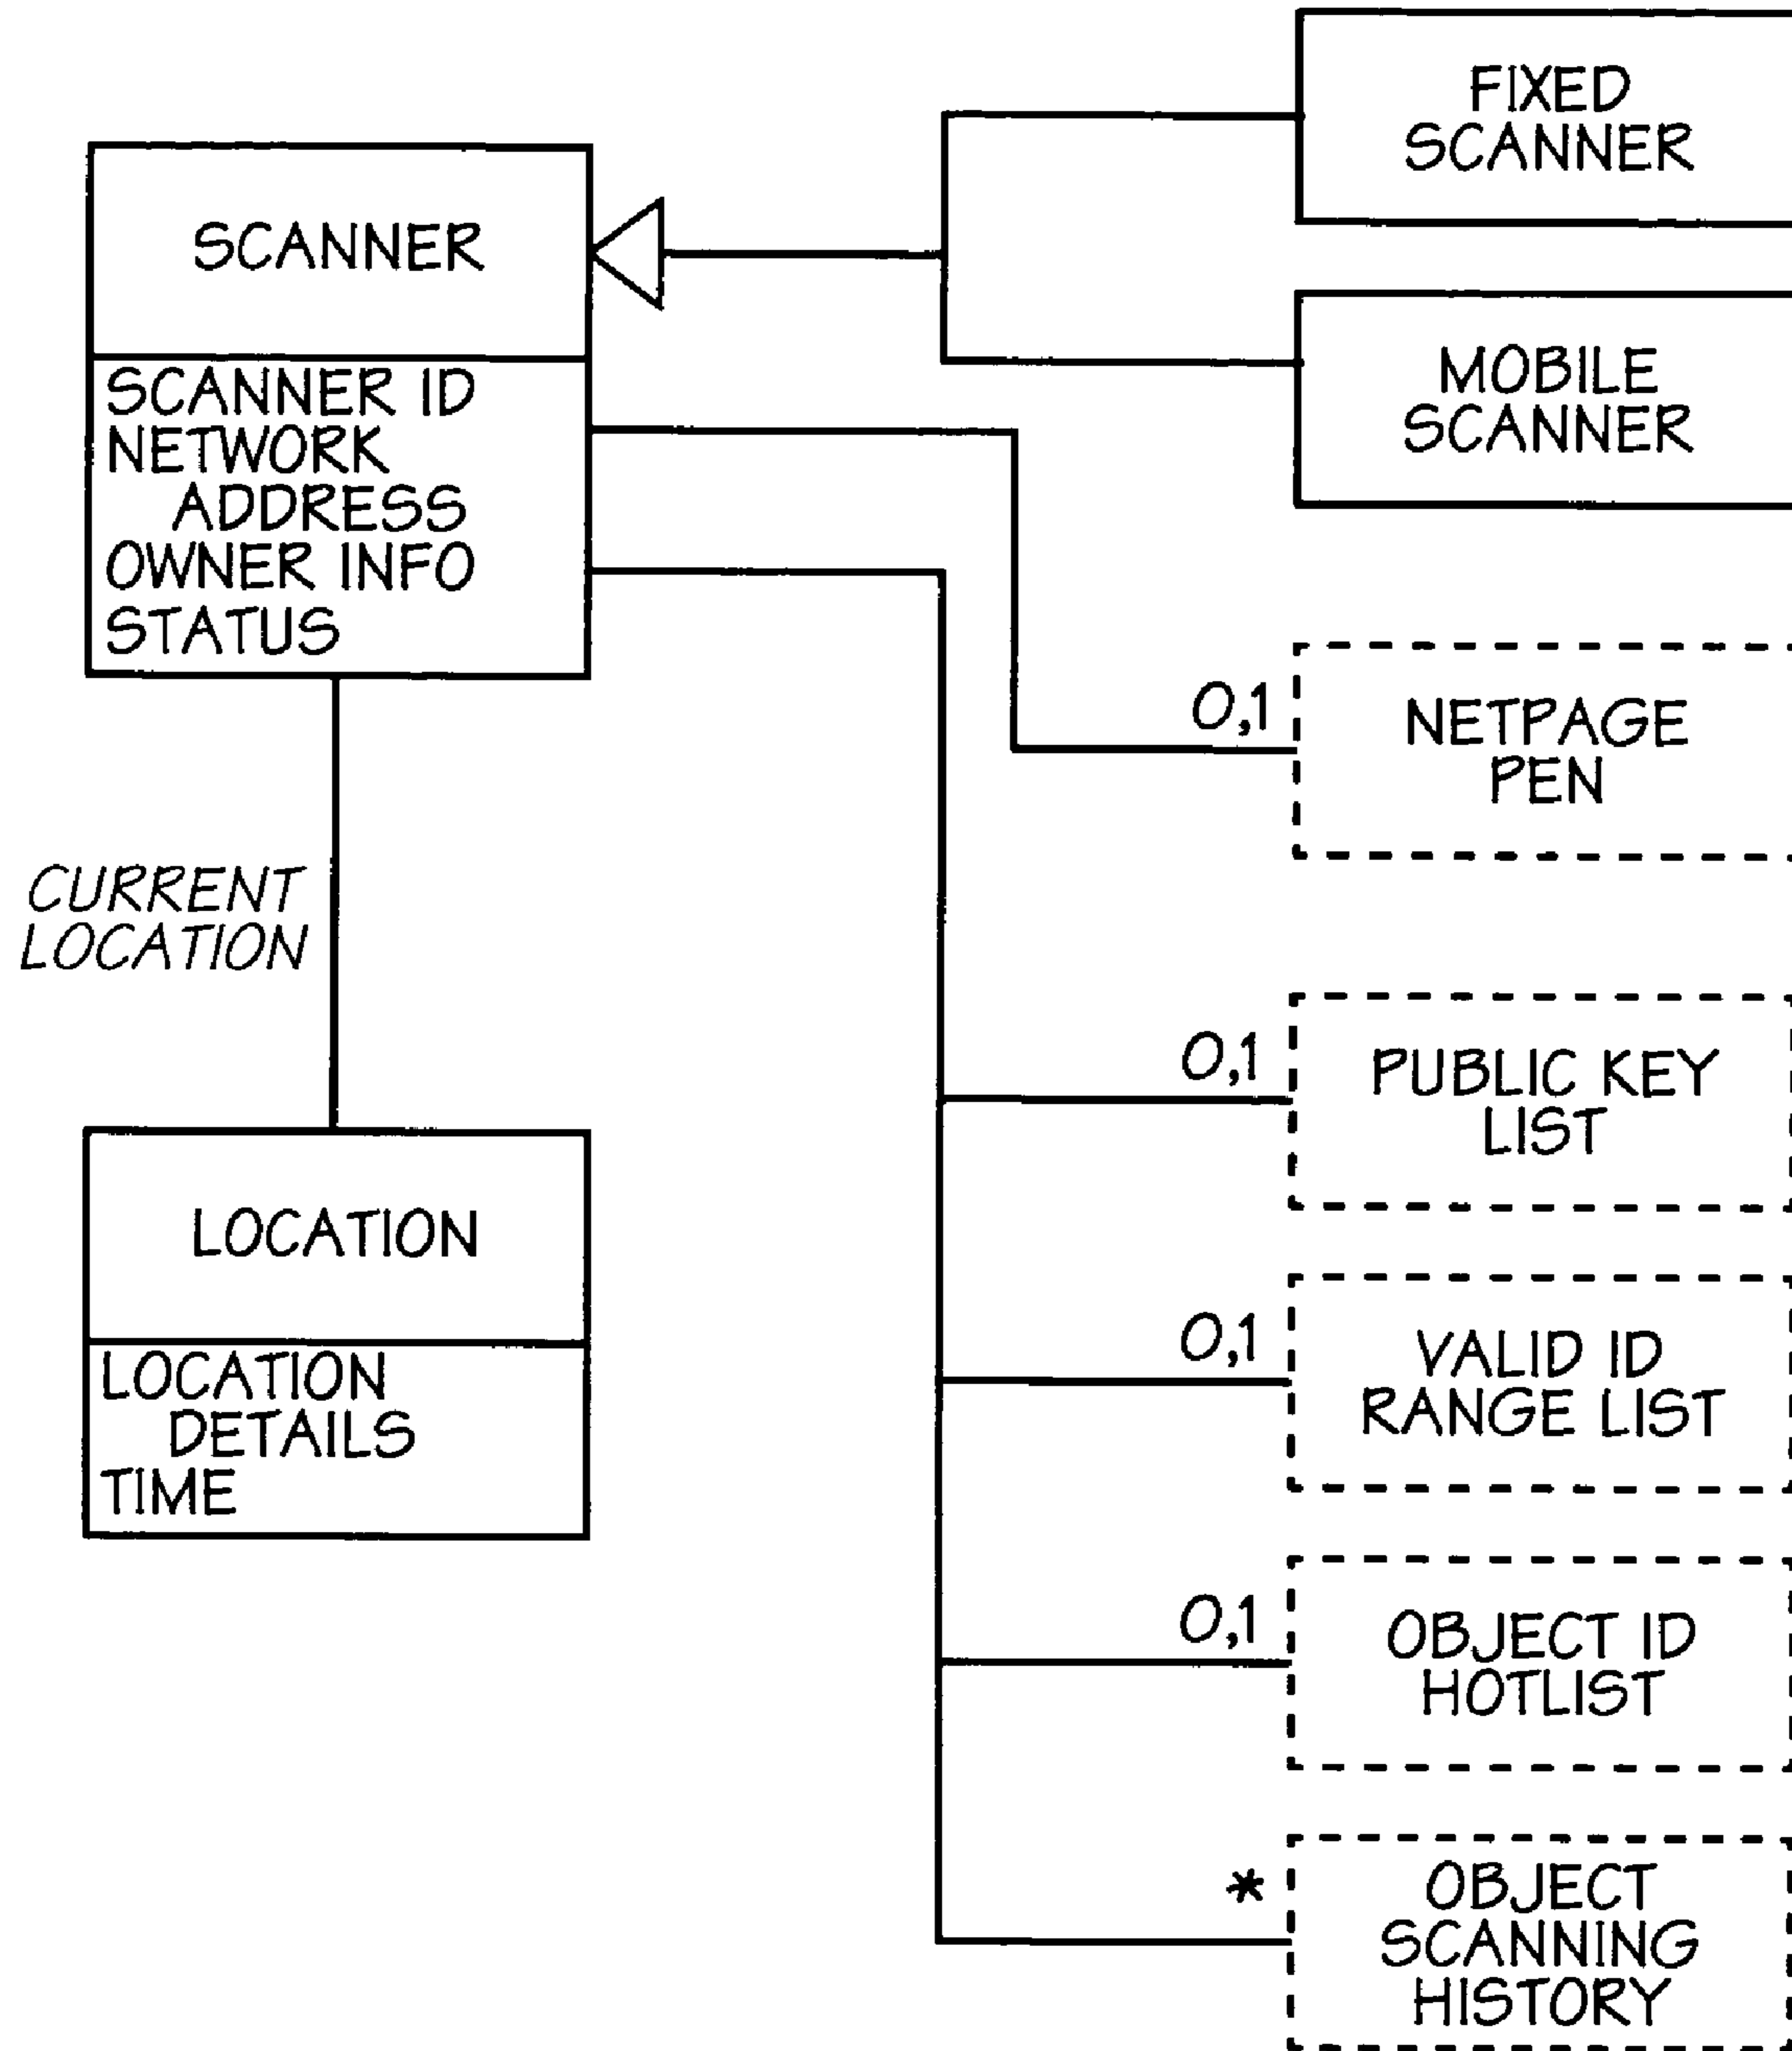 FIXED
SCANNER
SCANNER
SCANNER ID
NETWORK
ADDRESS
OWNER INFO
STATUS
MOBILE
SCANNER
0,1
NETPAGE
PEN
CURRENT
LOCATION
0,1
PUBLIC KEY
LIST
LOCATION
LOCATION
DETAILS
TIME
0,1
VALID ID
RANGE LIST
0,1
OBJECT ID
HOTLIST
*
OBJECT
SCANNING
HISTORY